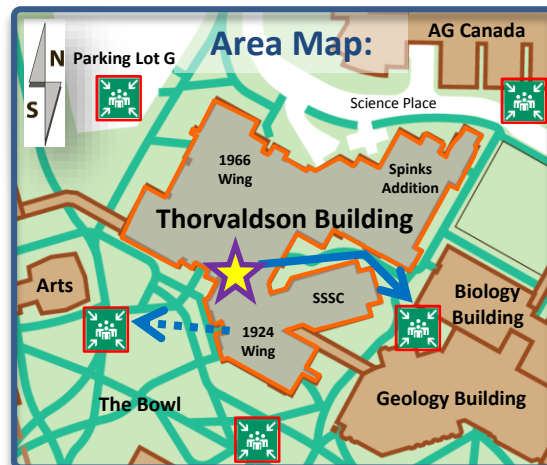 Area Map:
AG Canada
N
S
Parking Lot G
Science Place
1966
Wing
Spinks
Addition
Thorvaldson Building
Arts
SSSC
Biology
Building
1924
Wing
The Bowl
Geology Building